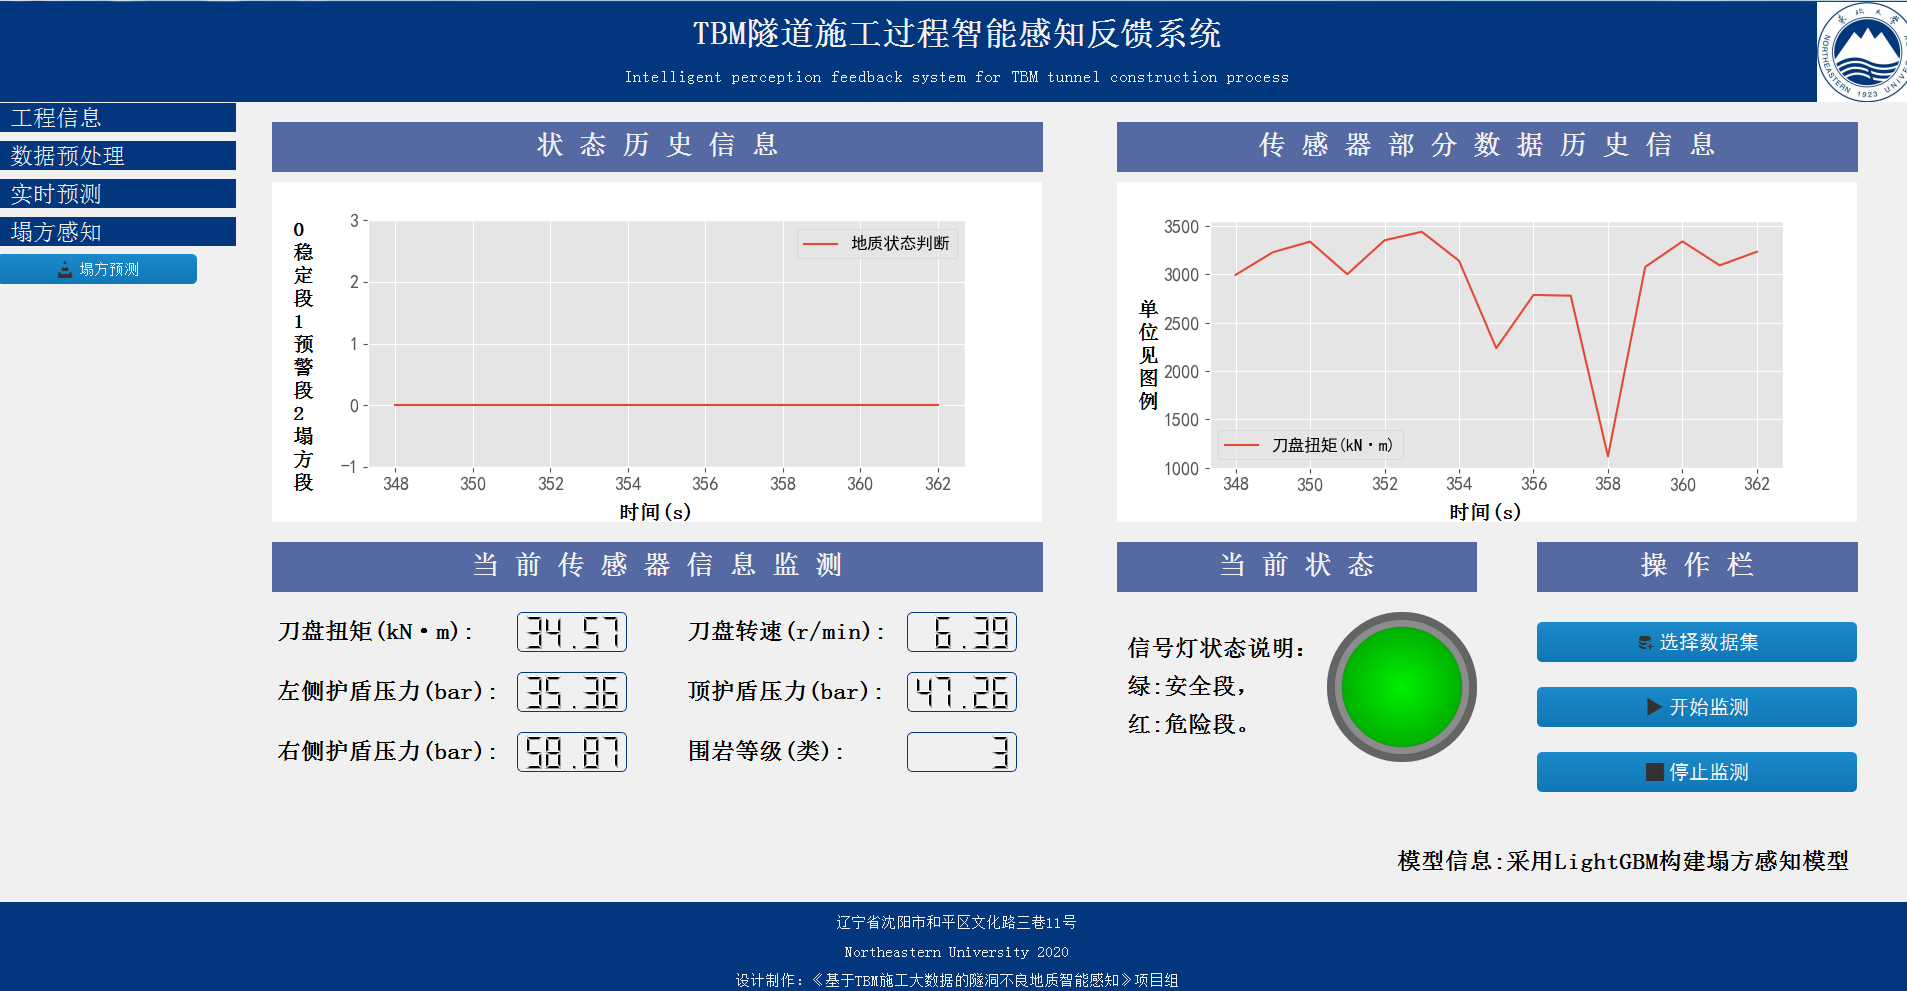 TBM隧道施工过程智能感知反馈系统
Intelligent perception feedback system for TBM tunnel construction process
东北大学
NORTHEASTERN
1923
工程信息
数据预处理
实时预测
塌方感知
塌方预测
状态历史信息
0稳定段1预警段2塌方段
3
2
1
0
-1
地质状态判断
348 350 352 354 356 358 360 362
时间(s)
传感器部分数据历史信息
单位见图例
3500
3000
2500
2000
1500
1000
刀盘扭矩(kN·m)
348 350 352 354 356 358 360 362
时间(s)
当前传感器信息监测
刀盘扭矩(kN·m): 34.57 刀盘转速(r/min): 6.39
左侧护盾压力(bar): 35.36 顶护盾压力(bar): 47.26
右侧护盾压力(bar): 58.87 围岩等级(类): 3
当前状态
信号灯状态说明:
绿:安全段,
红:危险段。
操作栏
选择数据集
开始监测
停止监测
模型信息:采用LightGBM构建塌方感知模型
辽宁省沈阳市和平区文化路三巷11号
Northeastern University 2020
设计制作:《基于TBM施工大数据的隧洞不良地质智能感知》项目组